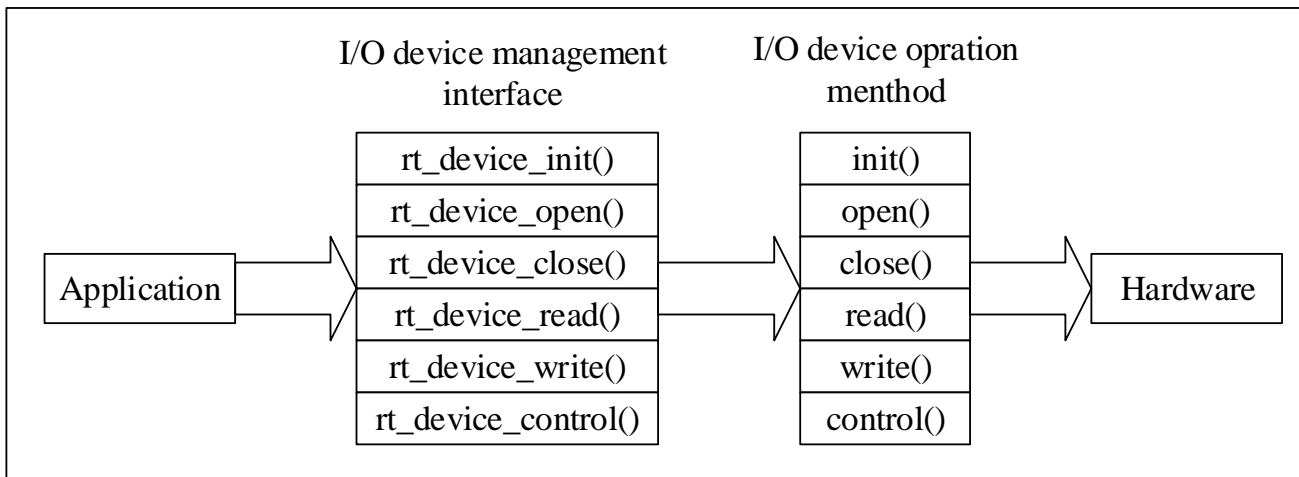 I/O device management
interface
I/O device opration
menthod
Application
rt_device_init()
rt_device_open()
rt_device_close()
rt_device_read()
rt_device_write()
rt_device_control()
init()
open()
close()
read()
write()
control()
Hardware